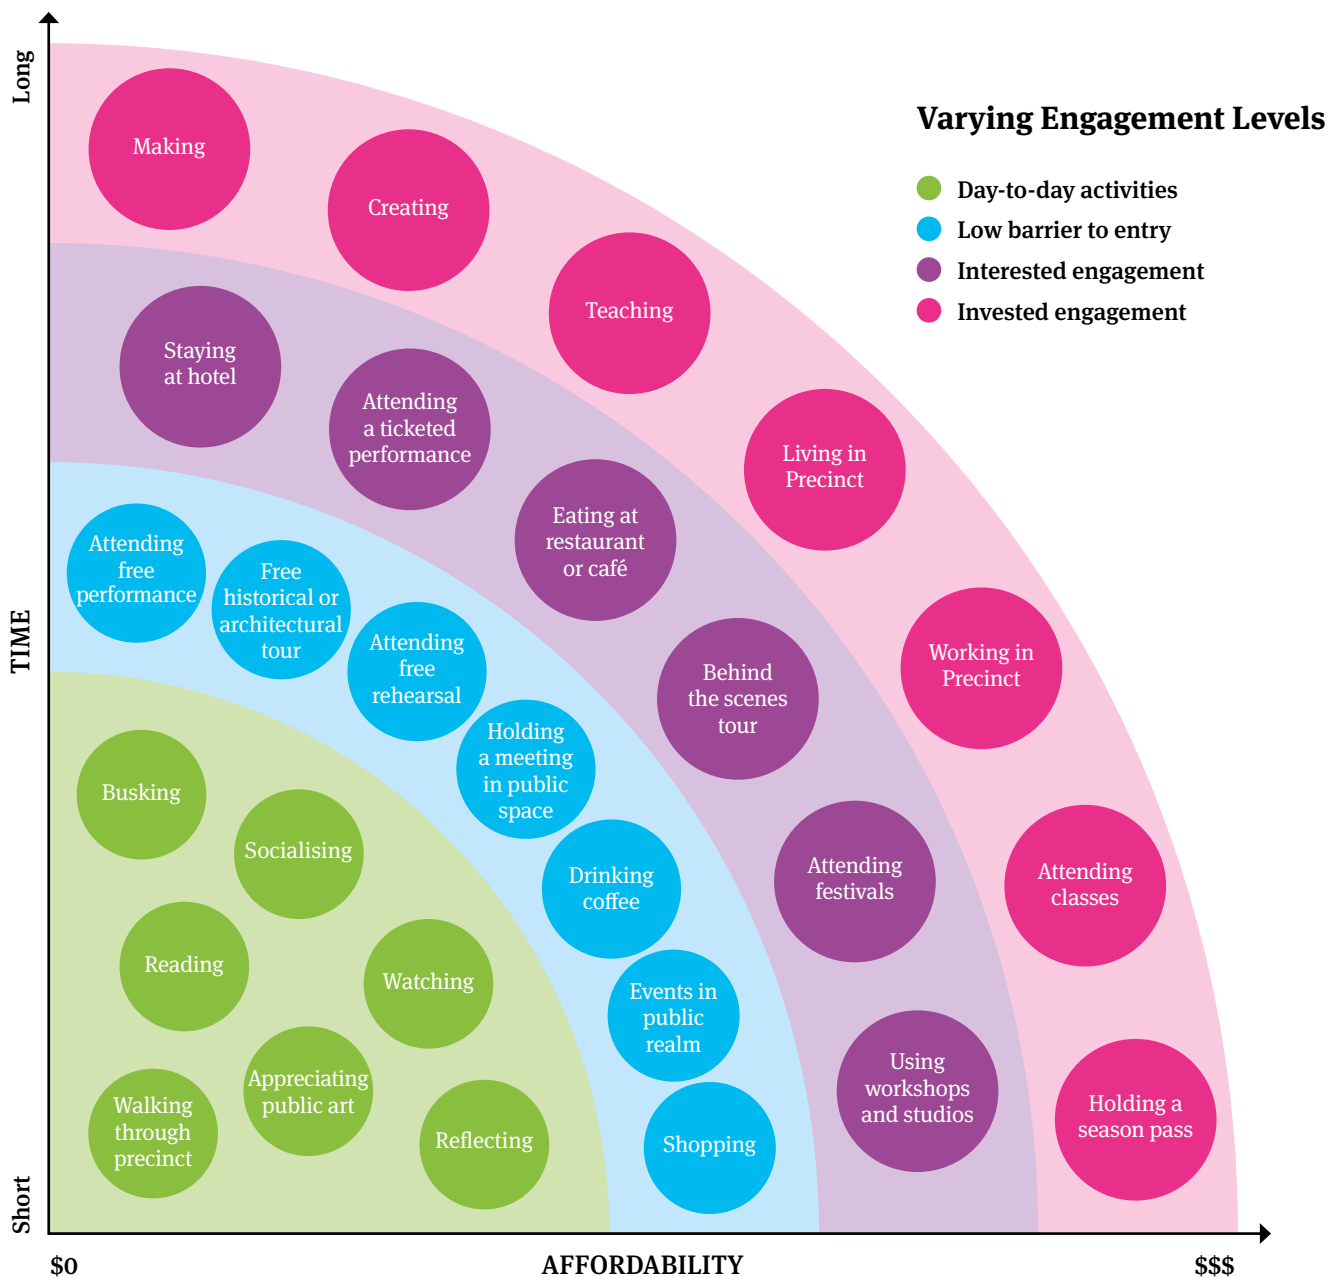 Long
TIME
Short
$0
AFFORDABILITY
$$$
Varying Engagement Levels
Day-to-day activities
Low barrier to entry
Interested engagement
Invested engagement
Making
Creating
Teaching
Living in
Precinct
Working in
Precinct
Attending
classes
Holding a
season pass
Staying
at hotel
Attending
a ticketed
performance
Eating at
restaurant
or café
Behind
the scenes
tour
Attending
festivals
Using
workshops
and studios
Attending
free
performance
Free
historical or
architectural
tour
Attending
free
rehearsal
Holding
a meeting
in public
space
Drinking
coffee
Events in
public
realm
Shopping
Busking
Socialising
Reading
Watching
Appreciating
public art
Walking
through
precinct
Reflecting